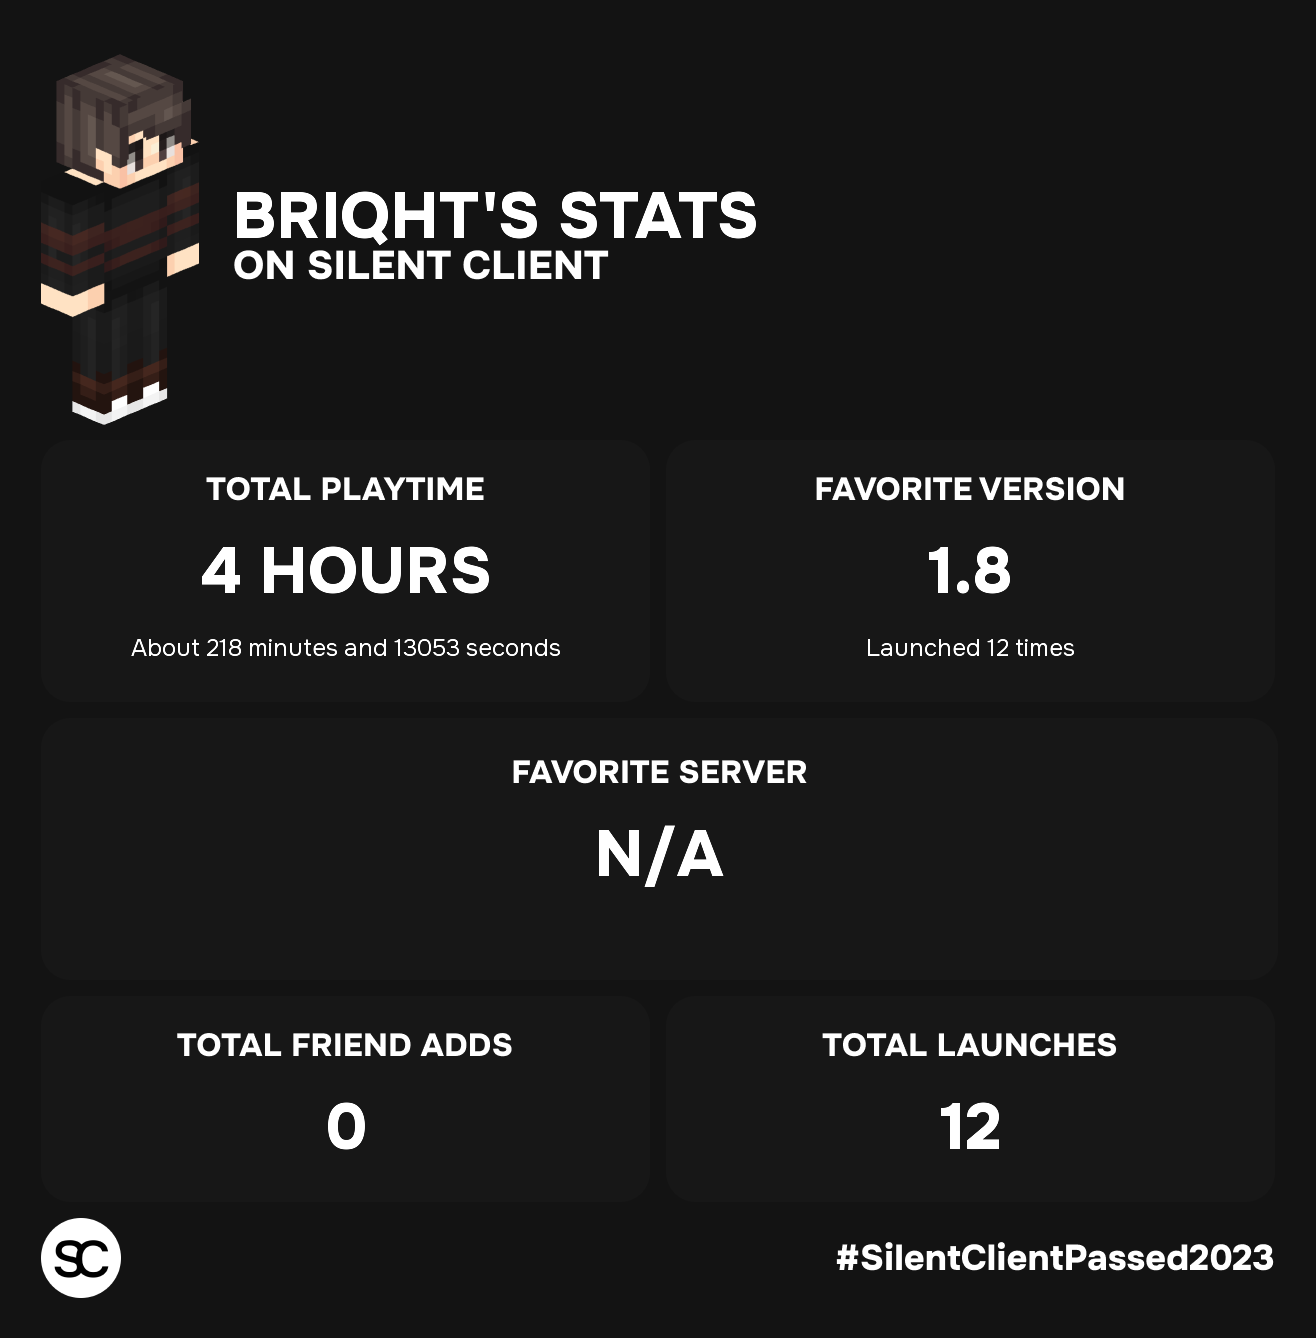 BRIQHT'S STATS
ON SILENT CLIENT
TOTAL PLAYTIME
4 HOURS
About 218 minutes and 13053 seconds
FAVORITE VERSION
1.8
Launched 12 times
FAVORITE SERVER
N/A
TOTAL FRIEND ADDS
0
TOTAL LAUNCHES
12
SC
#SilentClientPassed2023